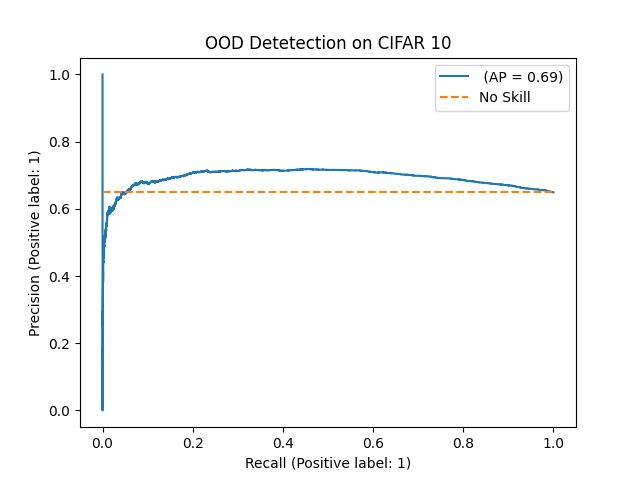 OOD Detetection on CIFAR 10
(AP = 0.69)
No Skill
Precision (Positive label: 1)
1.0
0.8
0.6
0.4
0.2
0.0
0.0 0.2 0.4 0.6 0.8 1.0
Recall (Positive label: 1)